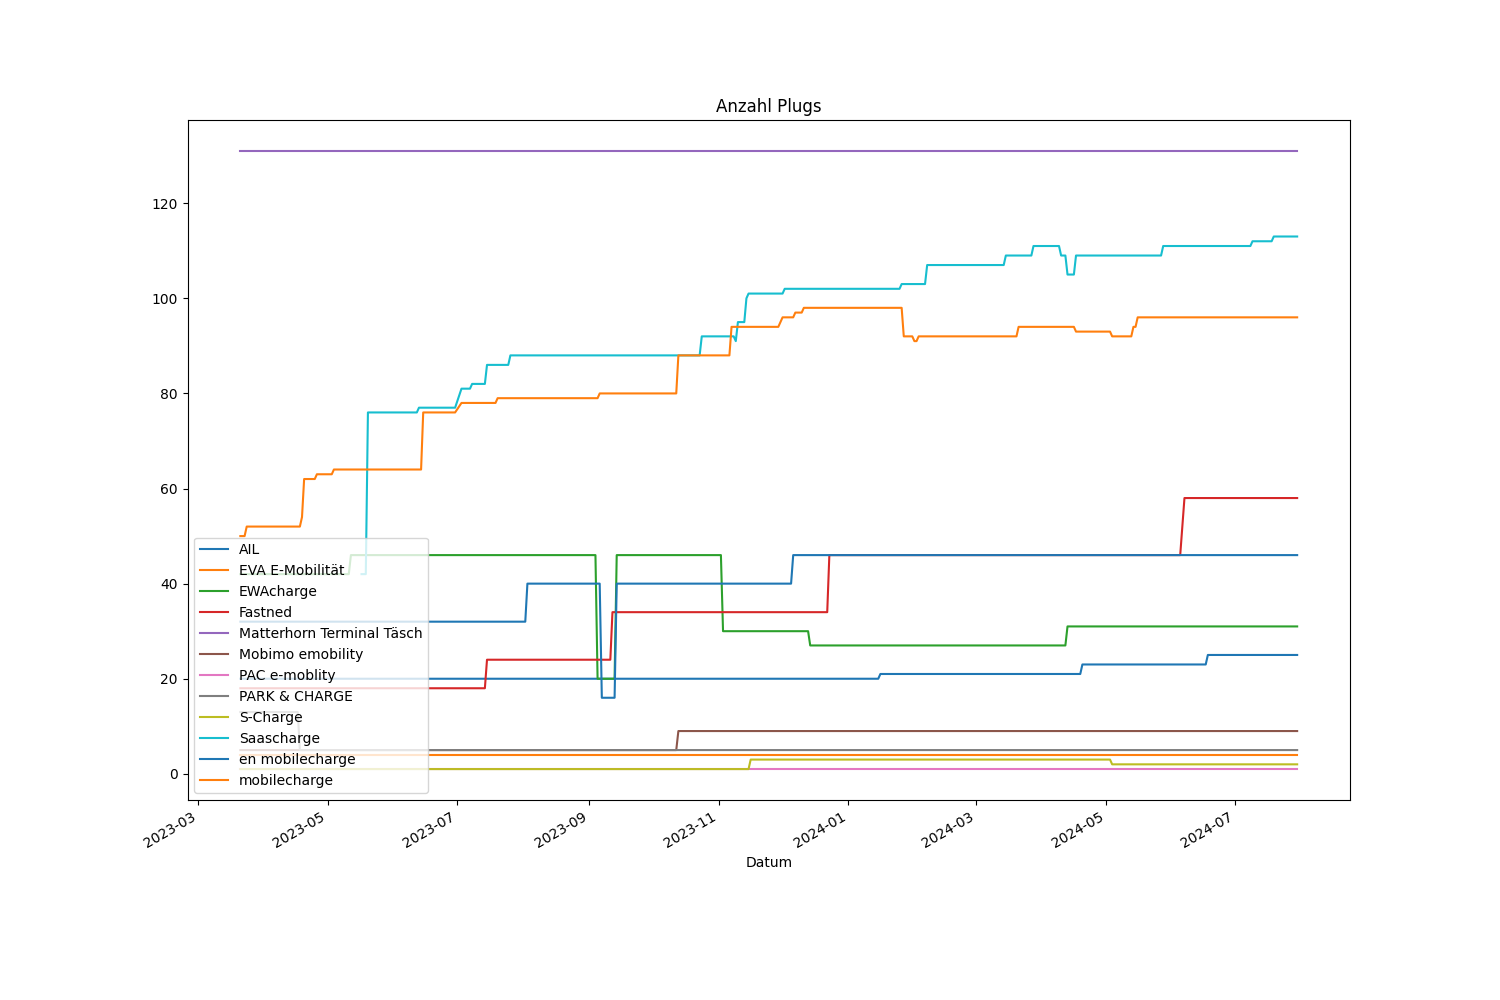 Anzahl Plugs
120
100
80
60
40
20
0
AIL
EVA E-Mobilität
EWAcharge
Fastned
Matterhorn Terminal Täsch
Mobimo emobility
PAC e-moblity
PARK & CHARGE
S-Charge
Saascharge
en mobilecharge
mobilecharge
2023-03
2023-05
2023-07
2023-09
2023-11
2024-01
2024-03
2024-05
2024-07
Datum